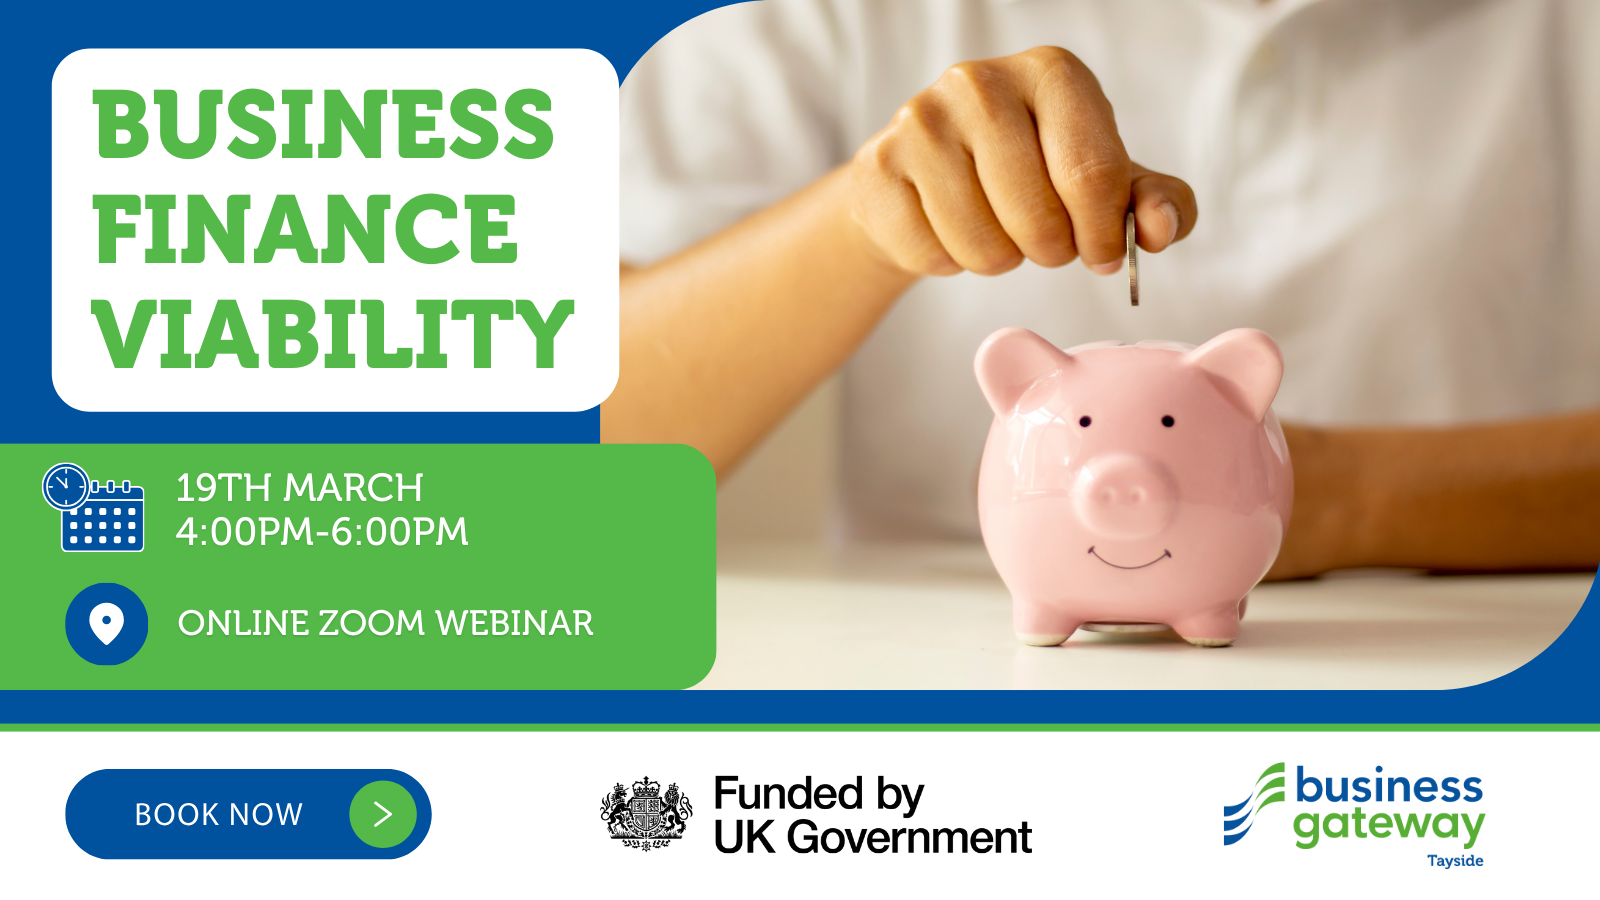 BUSINESS
FINANCE
VIABILITY
19TH MARCH
4:00PM-6:00PM
ONLINE ZOOM WEBINAR
BOOK NOW
Funded by
UK Government
business
gateway
Tayside